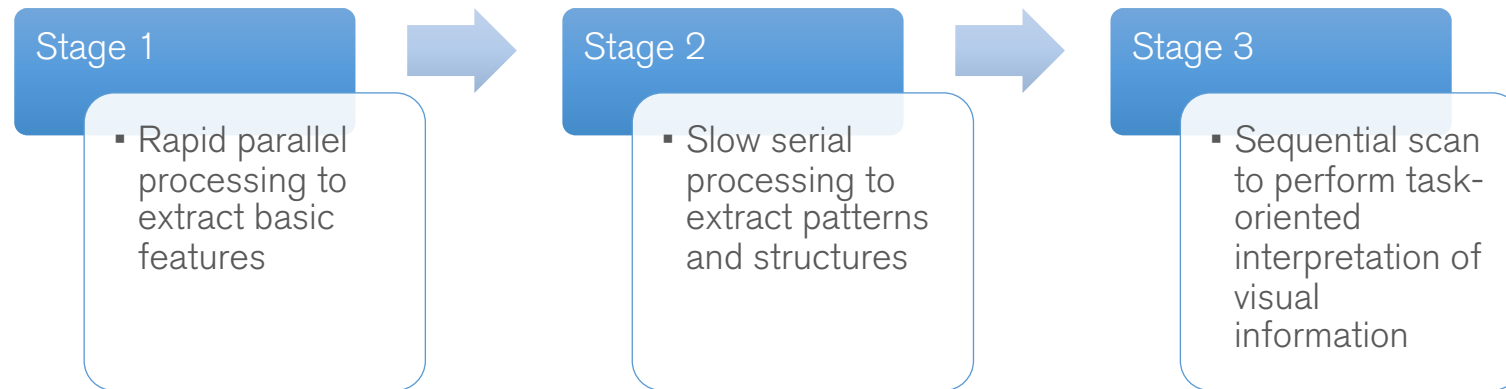 Stage 1
▪ Rapid parallel
processing to
extract basic
features
Stage 2
▪ Slow serial
processing to
extract patterns
and structures
Stage 3
▪ Sequential scan
to perform task-
oriented
interpretation of
visual
information